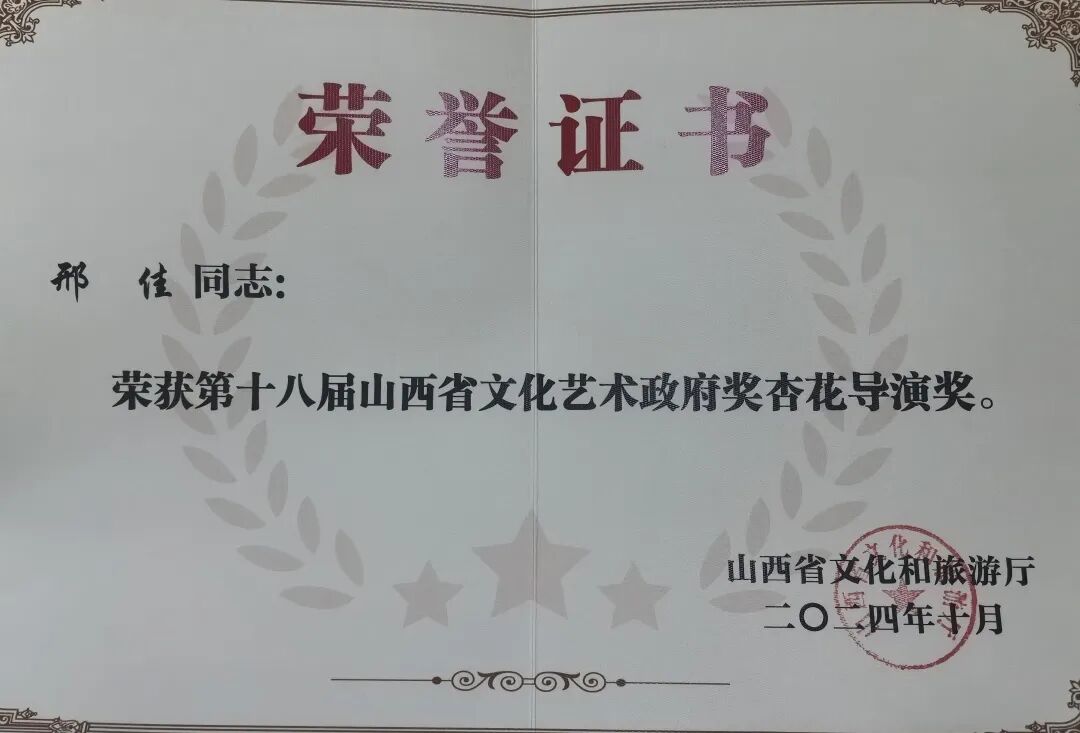 荣誉证书
邢 佳 同志：
荣获第十八届山西省文化艺术政府奖杏花导演奖。
山西省文化和旅游厅
二〇二四年十月